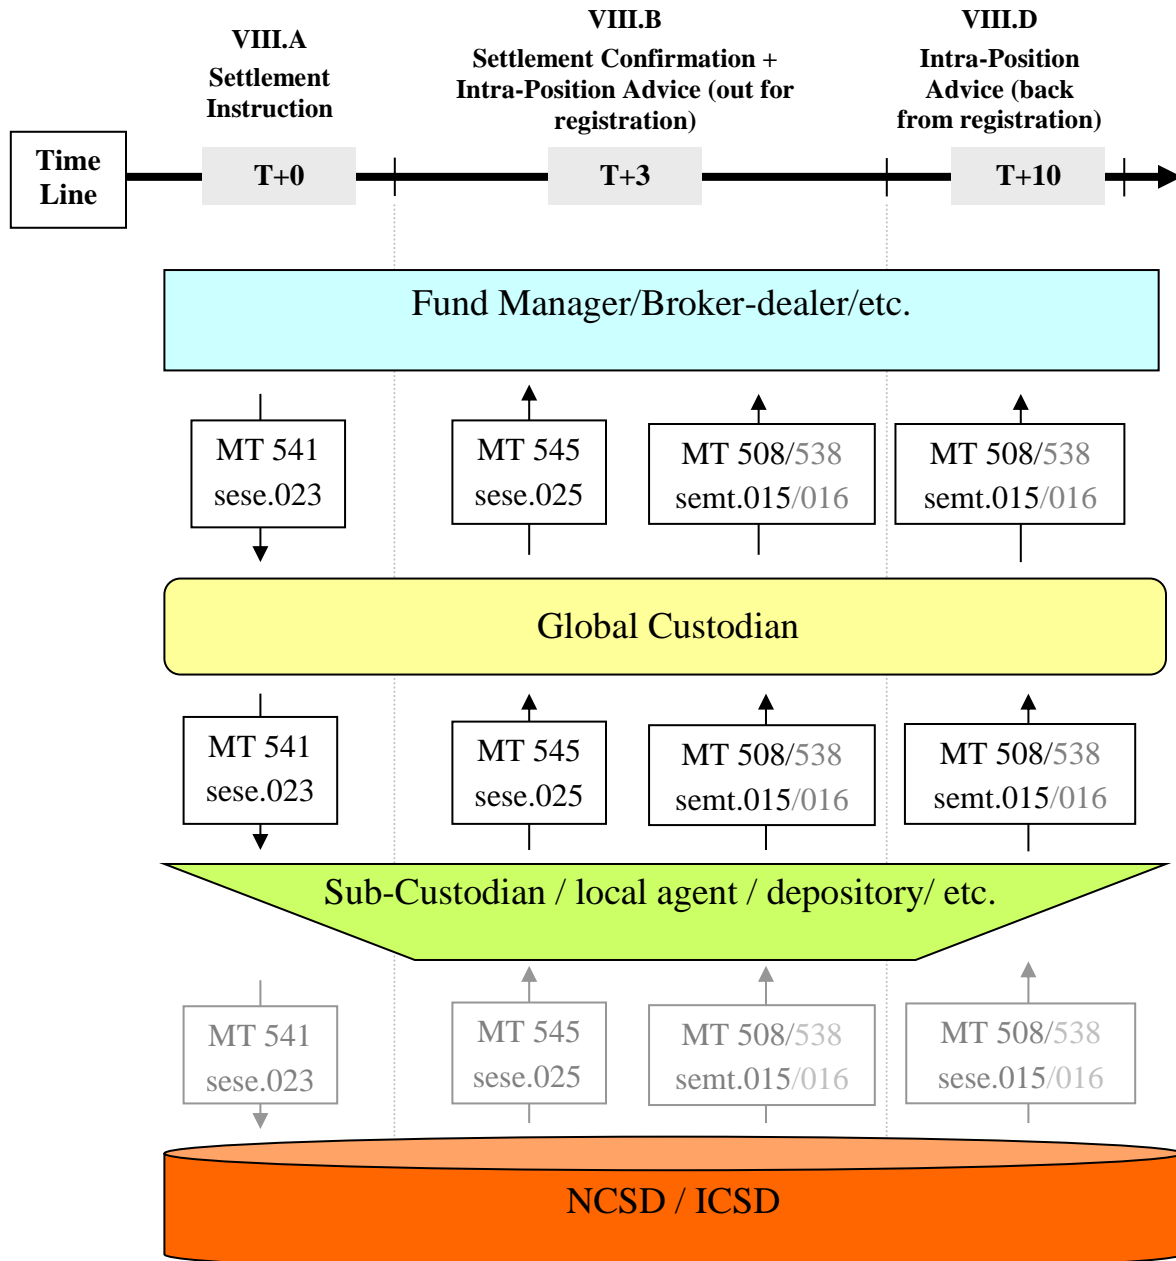 VIII.A
Settlement
Instruction
VIII.B
Settlement Confirmation +
Intra-Position Advice (out for
registration)
VIII.D
Intra-Position
Advice (back
from registration)
Time
Line
T+0
T+3
T+10
Fund Manager/Broker-dealer/etc.
MT 541
sese.023
MT 545
sese.025
MT 508/538
semt.015/016
MT 508/538
semt.015/016
Global Custodian
MT 541
sese.023
MT 545
sese.025
MT 508/538
semt.015/016
MT 508/538
semt.015/016
Sub-Custodian / local agent / depository/ etc.
MT 541
sese.023
MT 545
sese.025
MT 508/538
semt.015/016
MT 508/538
sese.015/016
NCSD / ICSD